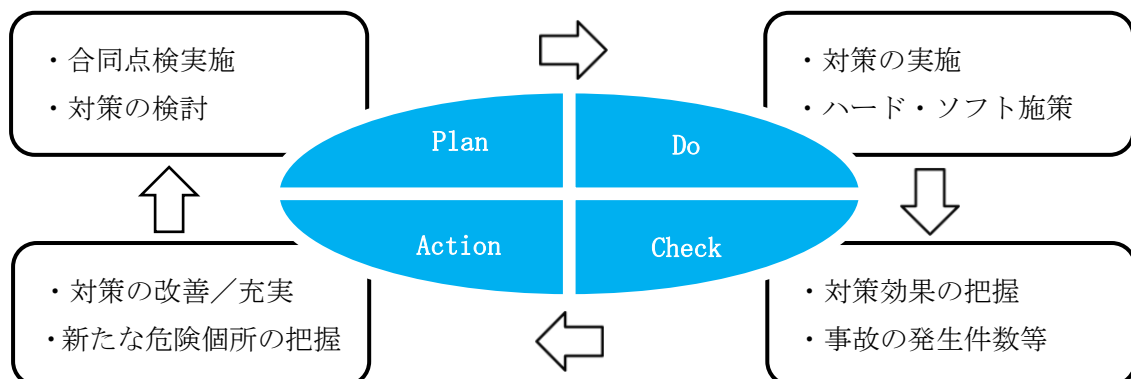 ・合同点検実施
・対策の検討
・対策の実施
・ハード・ソフト施策
Plan
Do
Action
Check
・対策の改善／充実
・新たな危険個所の把握
・対策効果の把握
・事故の発生件数等